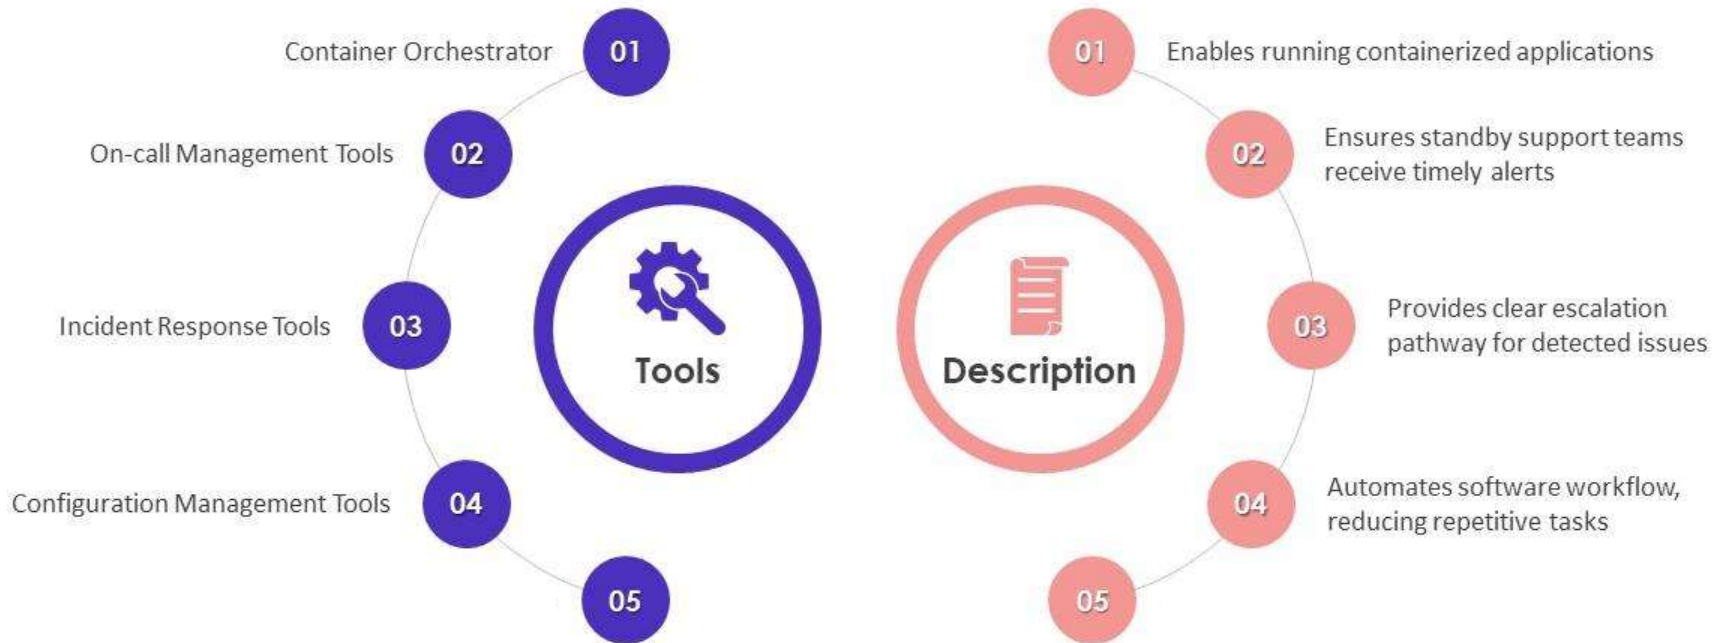 Container Orchestrator
01
On-call Management Tools
02
Incident Response Tools
03
Configuration Management Tools
04
05
Tools
Description
01
Enables running containerized applications
02
Ensures standby support teams
receive timely alerts
03
Provides clear escalation
pathway for detected issues
04
Automates software workflow,
reducing repetitive tasks
05